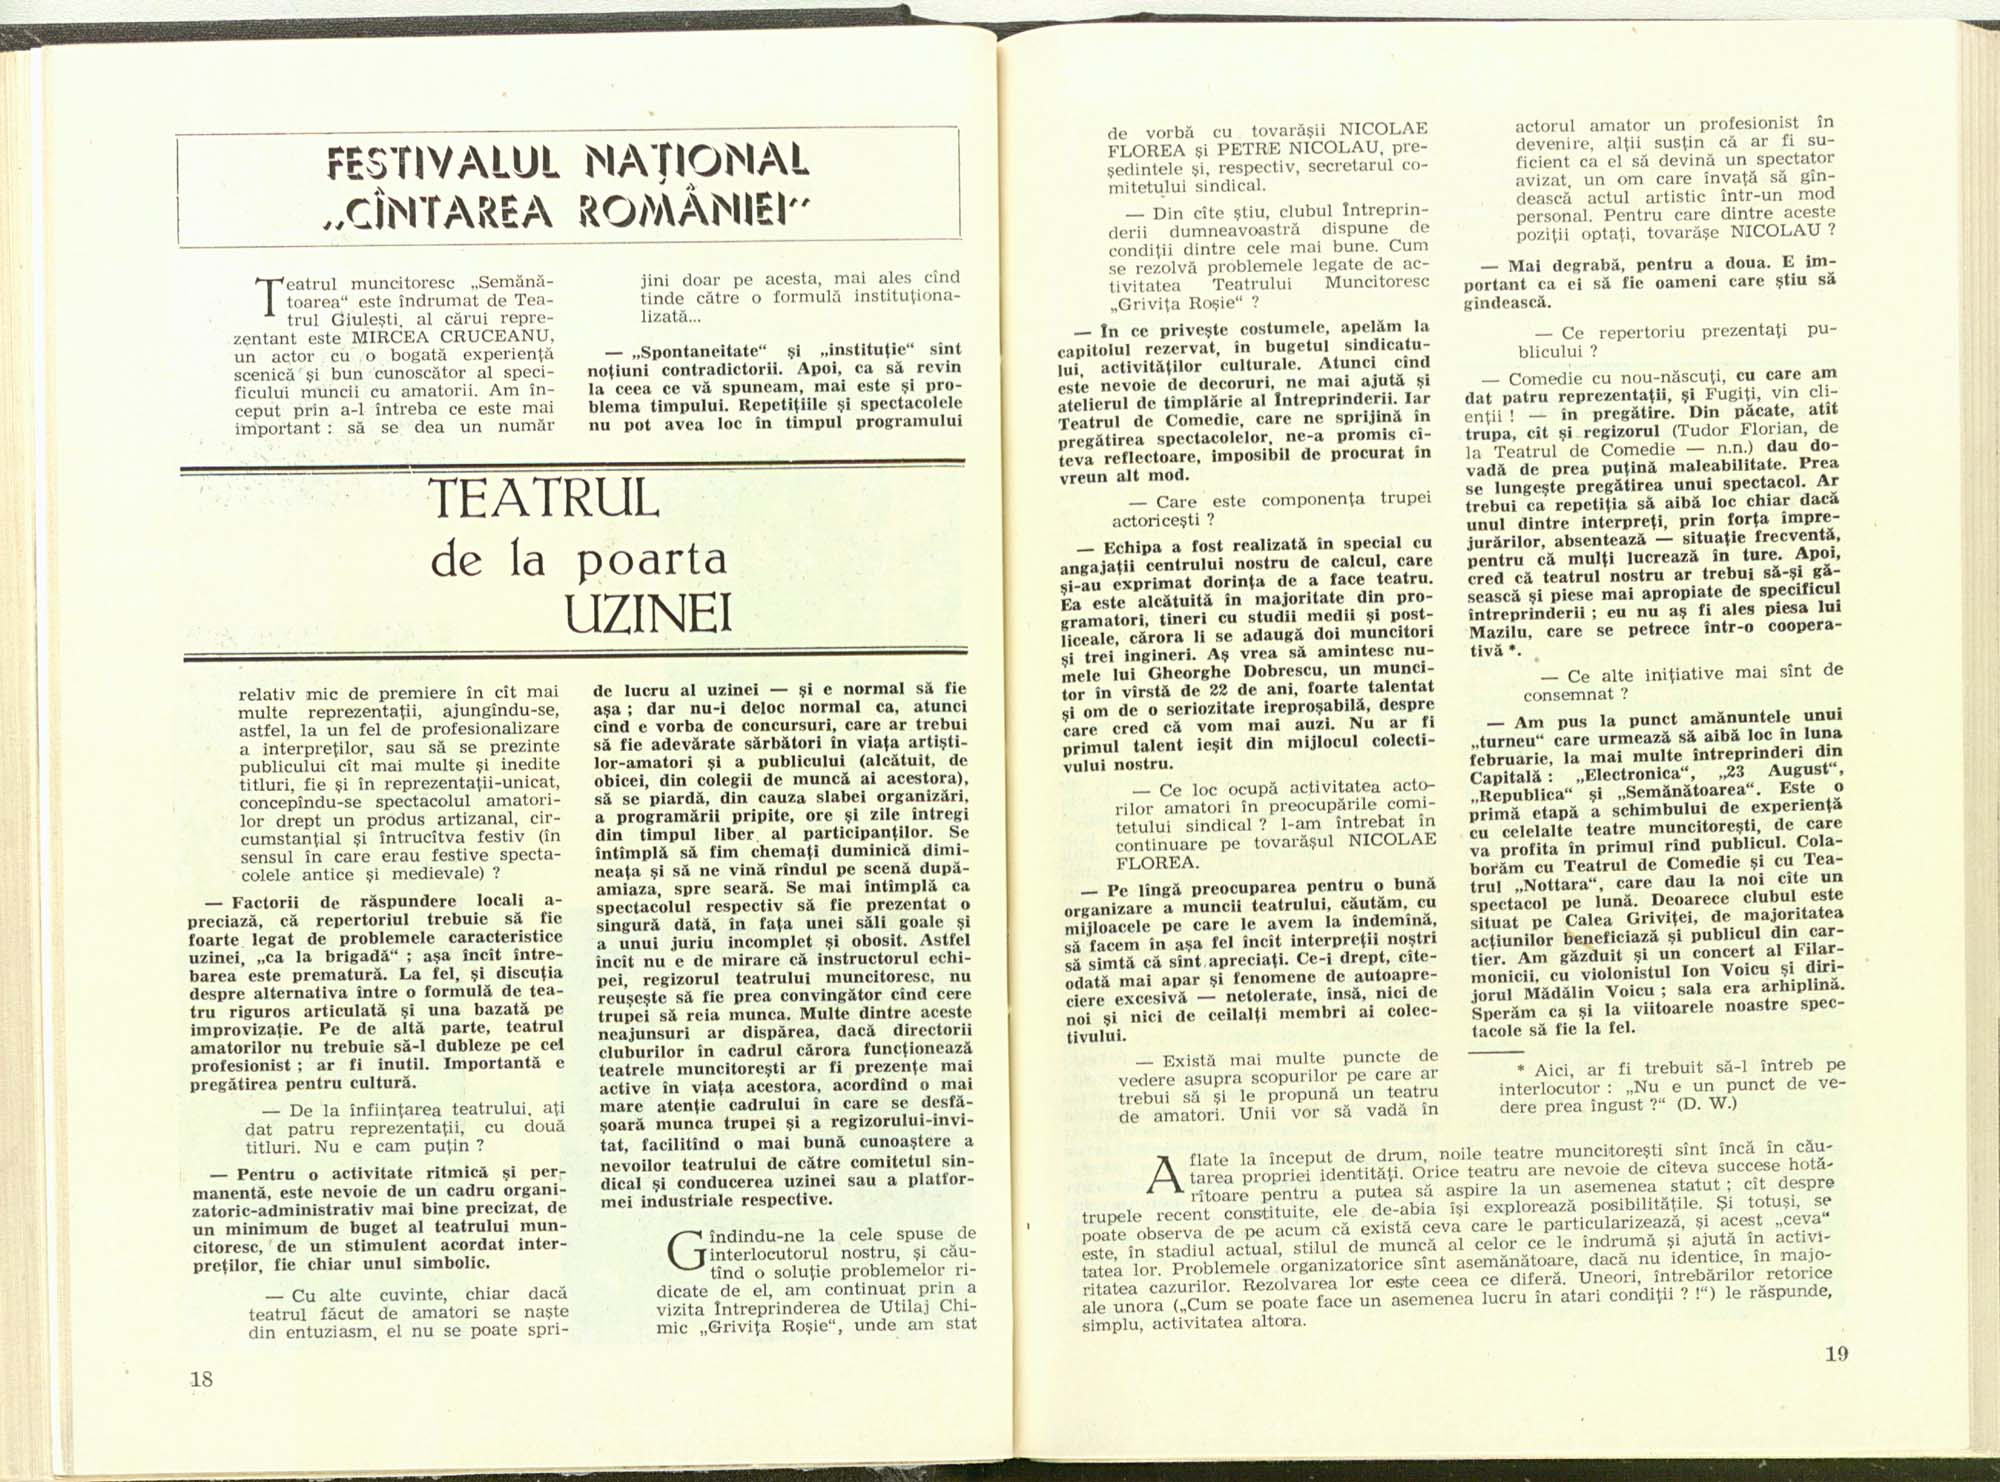 FESTIVALUL NAȚIONAL
„CÎNTAREA ROMÂNIEI"
Teatrul muncitoresc „Semănă-
toarea“ este îndrumat de Tea-
trul Giulești, al cărui repre-
zentant este MIRCEA CRUCEANU,
un actor cu o bogată experiență
scenică și bun cunoscător al speci-
ficului muncii cu amatorii. Am în-
ceput prin a-l întreba ce este mai
important : să se dea un număr
TEATRUL
de la poarta
UZINEI
relativ mic de premiere în cît mai
multe reprezentații, ajungîndu-se,
astfel, la un fel de profesionalizare
a interpreților, sau să se prezinte
publicului cît mai multe și inedite
titluri, fie și în reprezentații-unicat,
concepîndu-se spectacolul amatori-
lor drept un produs artizanal, cir-
cumstanțial și întrucîtva festiv (în
sensul în care erau festive specta-
colele antice și medievale) ?
— Factorii de răspundere locali a-
preciază, că repertoriul trebuie să fie
foarte legat de problemele caracteristice
uzinei, „ca la brigadă“ ; așa încît între-
barea este prematură. La fel, și discuția
despre alternativa între o formulă de tea-
tru riguros articulată și una bazată pe
improvizație. Pe de altă parte, teatrul
amatorilor nu trebuie să-l dubleze pe cel
profesionist ; ar fi inutil. Importantă e
pregătirea pentru cultură.
— De la înființarea teatrului, ați
dat patru reprezentații, cu două
titluri. Nu e cam puțin ?
— Pentru o activitate ritmică și per-
manentă, este nevoie de un cadru organi-
zatoric-administrativ mai bine precizat, de
un minimum de buget al teatrului mun-
citoresc, de un stimulent acordat inter-
preților, fie chiar unul simbolic.
— Cu alte cuvinte, chiar dacă
teatrul făcut de amatori se naște
din entuziasm, el nu se poate spri-
jini doar pe acesta, mai ales cînd
tinde către o formulă instituționa-
lizată...
— „Spontaneitate“ și „instituție“ sînt
noțiuni contradictorii. Apoi, ca să revin
la ceea ce vă spuneam, mai este și pro-
blema timpului. Repetițiile și spectacolele
nu pot avea loc în timpul programului
de lucru al uzinei — și e normal să fie
așa ; dar nu-i deloc normal ca, atunci
cînd e vorba de concursuri, care ar trebui
să fie adevărate sărbători în viața artiști-
lor-amatori și a publicului (alcătuit, de
obicei, din colegii de muncă ai acestora),
să se piardă, din cauza slabei organizări,
a programării pripite, ore și zile întregi
din timpul liber al participanților. Se
întîmplă să fim chemați duminică dimi-
neața și să ne vină rîndul pe scenă după-
amiaza, spre seară. Se mai întîmplă ca
spectacolul respectiv să fie prezentat o
singură dată, în fața unei săli goale și
a unui juriu incomplet și obosit. Astfel
încît nu e de mirare că instructorul echi-
pei, regizorul teatrului muncitoresc, nu
reușește să fie prea convingător cînd cere
trupei să reia munca. Multe dintre aceste
neajunsuri ar dispărea, dacă directorii
cluburilor în cadrul cărora funcționează
teatrele muncitorești ar fi prezențe mai
active în viața acestora, acordînd o mai
mare atenție cadrului în care se desfă-
șoară munca trupei și a regizorului-invi-
tat, facilitînd o mai bună cunoaștere a
nevoilor teatrului de către comitetul sin-
dical și conducerea uzinei sau a platfor-
mei industriale respective.
Gîndindu-ne la cele spuse de
interlocutorul nostru, și cău-
tînd o soluție problemelor ri-
dicate de el, am continuat prin a
vizita Întreprinderea de Utilaj Chi-
mic „Grivița Roșie“, unde am stat
18
de vorbă cu tovarășii NICOLAE
FLOREA și PETRE NICOLAU, pre-
ședintele și, respectiv, secretarul co-
mitetului sindical.
— Din cîte știu, clubul Întreprin-
derii dumneavoastră dispune de
condiții dintre cele mai bune. Cum
se rezolvă problemele legate de ac-
tivitatea Teatrului Muncitoresc
„Grivița Roșie“ ?
— În ce privește costumele, apelăm la
capitolul rezervat, în bugetul sindicatu-
lui, activităților culturale. Atunci cînd
este nevoie de decoruri, ne mai ajută și
atelierul de tîmplărie al Întreprinderii. Iar
Teatrul de Comedie, care ne sprijină în
pregătirea spectacolelor, ne-a promis cî-
teva reflectoare, imposibil de procurat în
vreun alt mod.
— Care este componența trupei
actoricești ?
— Echipa a fost realizată în special cu
angajații centrului nostru de calcul, care
și-au exprimat dorința de a face teatru.
Ea este alcătuită în majoritate din pro-
gramatori, tineri cu studii medii și post-
liceale, cărora li se adaugă doi muncitori
și trei ingineri. Aș vrea să amintesc nu-
mele lui Gheorghe Dobrescu, un munci-
tor în vîrstă de 22 de ani, foarte talentat
și om de o seriozitate ireproșabilă, despre
care cred că vom mai auzi. Nu ar fi
primul talent ieșit din mijlocul colecti-
vului nostru.
— Ce loc ocupă activitatea acto-
rilor amatori în preocupările comi-
tetului sindical ? l-am întrebat în
continuare pe tovarășul NICOLAE
FLOREA.
— Pe lîngă preocuparea pentru o bună
organizare a muncii teatrului, căutăm, cu
mijloacele pe care le avem la îndemînă,
să facem în așa fel încît interpreții noștri
să simtă că sînt apreciați. Ce-i drept, cîte-
odată mai apar și fenomene de autoapre-
ciere excesivă — netolerate, însă, nici de
noi și nici de ceilalți membri ai colec-
tivului.
— Există mai multe puncte de
vedere asupra scopurilor pe care ar
trebui să și le propună un teatru
de amatori. Unii vor să vadă în
actorul amator un profesionist în
devenire, alții susțin că ar fi su-
ficient ca el să devină un spectator
avizat, un om care învață să gîn-
dească actul artistic într-un mod
personal. Pentru care dintre aceste
poziții optați, tovarășe NICOLAU ?
— Mai degrabă, pentru a doua. E im-
portant ca ei să fie oameni care știu să
gîndească.
— Ce repertoriu prezentați pu-
blicului ?
— Comedie cu nou-născuți, cu care am
dat patru reprezentații, și Fugiți, vin cli-
enții ! — în pregătire. Din păcate, atît
trupa, cît și regizorul (Tudor Florian, de
la Teatrul de Comedie — n.n.) dau do-
vadă de prea puțină maleabilitate. Prea
se lungește pregătirea unui spectacol. Ar
trebui ca repetiția să aibă loc chiar dacă
unul dintre interpreți, prin forța împre-
jurărilor, absentează — situație frecventă,
pentru că mulți lucrează în ture. Apoi,
cred că teatrul nostru ar trebui să-și gă-
sească și piese mai apropiate de specificul
întreprinderii ; eu nu aș fi ales piesa lui
Mazilu, care se petrece într-o coopera-
tivă *.
— Ce alte inițiative mai sînt de
consemnat ?
— Am pus la punct amănuntele unui
„turneu“ care urmează să aibă loc în luna
februarie, la mai multe întreprinderi din
Capitală : „Electronica“, „23 August“,
„Republica“ și „Semănătoarea“. Este o
primă etapă a schimbului de experiență
cu celelalte teatre muncitorești, de care
va profita în primul rînd publicul. Cola-
borăm cu Teatrul de Comedie și cu Tea-
trul „Nottara“, care dau la noi cîte un
spectacol pe lună. Deoarece clubul este
situat pe Calea Griviței, de majoritatea
acțiunilor beneficiază și publicul din car-
tier. Am găzduit și un concert al Filar-
monicii, cu violonistul Ion Voicu și diri-
jorul Mădălin Voicu ; sala era arhiplină.
Sperăm ca și la viitoarele noastre spec-
tacole să fie la fel.
* Aici, ar fi trebuit să-l întreb pe
interlocutor : „Nu e un punct de ve-
dere prea îngust ?“ (D. W.)
Aflate la început de drum, noile teatre muncitorești sînt încă în cău-
tarea propriei identități. Orice teatru are nevoie de cîteva succese hotă-
rîtoare pentru a putea să aspire la un asemenea statut ; cît despre
trupele recent constituite, ele de-abia își explorează posibilitățile. Și totuși, se
poate observa de pe acum că există ceva care le particularizează, și acest „ceva“
este, în stadiul actual, stilul de muncă al celor ce le îndrumă și ajută în activi-
tatea lor. Problemele organizatorice sînt asemănătoare, dacă nu identice, în majo-
ritatea cazurilor. Rezolvarea lor este ceea ce diferă. Uneori, întrebărilor retorice
ale unora („Cum se poate face un asemenea lucru în atari condiții ? !“) le răspunde,
simplu, activitatea altora.
19